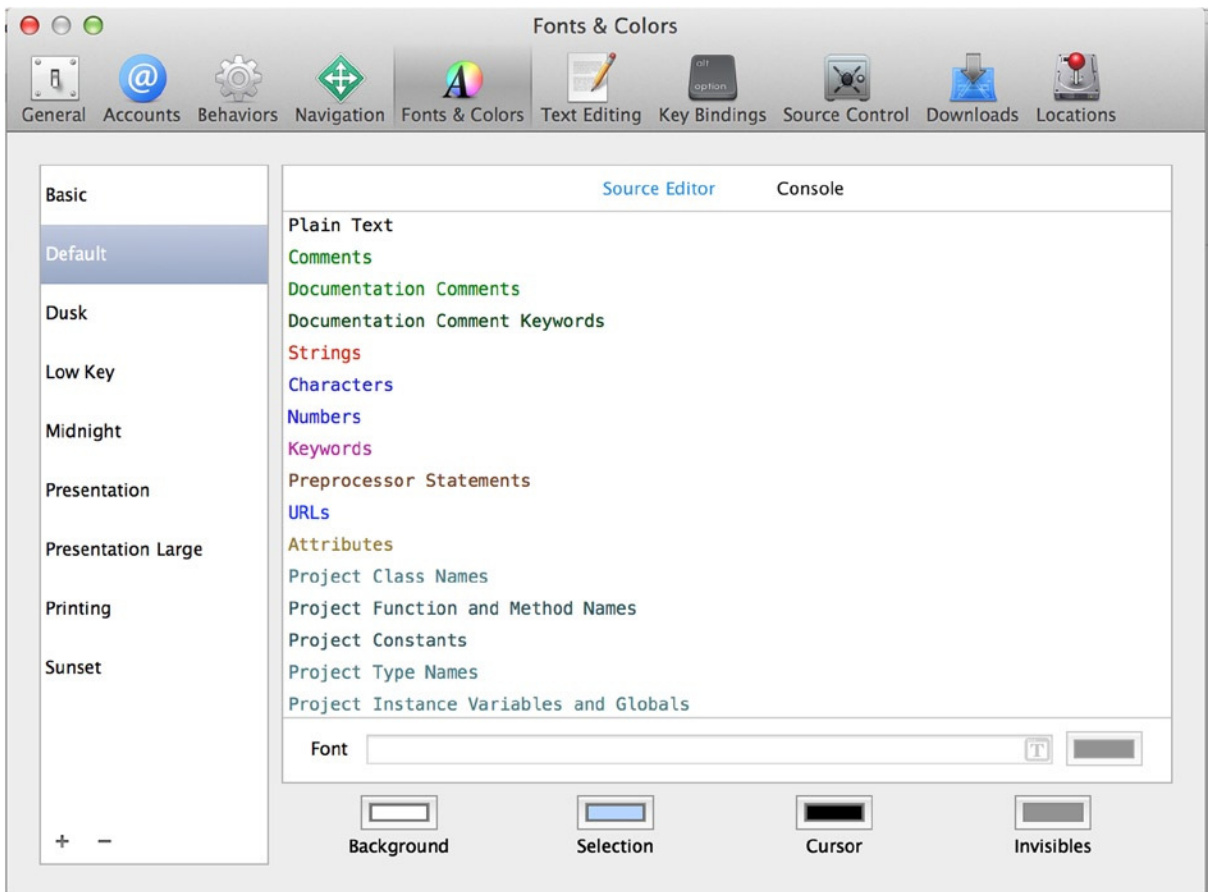 Fonts & Colors
alt
option
General Accounts Behaviors Navigation Fonts & Colors Text Editing Key Bindings Source Control Downloads Locations
Basic
Default
Dusk
Low Key
Midnight
Presentation
Presentation Large
Printing
Sunset
+ −
Source Editor Console
Plain Text
Comments
Documentation Comments
Documentation Comment Keywords
Strings
Characters
Numbers
Keywords
Preprocessor Statements
URLs
Attributes
Project Class Names
Project Function and Method Names
Project Constants
Project Type Names
Project Instance Variables and Globals
Font
T
Background Selection Cursor Invisibles